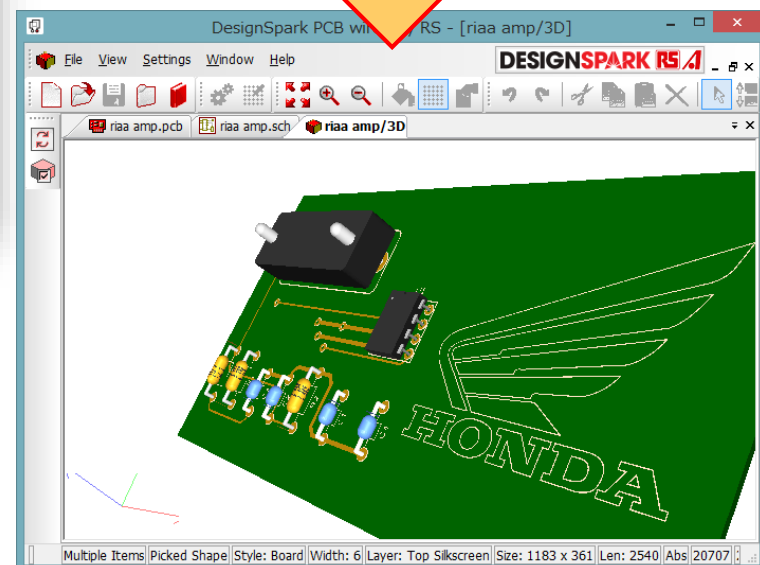 DesignSpark PCB wi RS - [riaa amp/3D]
File View Settings Window Help
DESIGNSPARK RS
riaa amp.pcb riaa amp.sch riaa amp/3D
HONDA
Multiple Items Picked Shape Style: Board Width: 6 Layer: Top Silkscreen Size: 1183 x 361 Len: 2540 Abs 20707